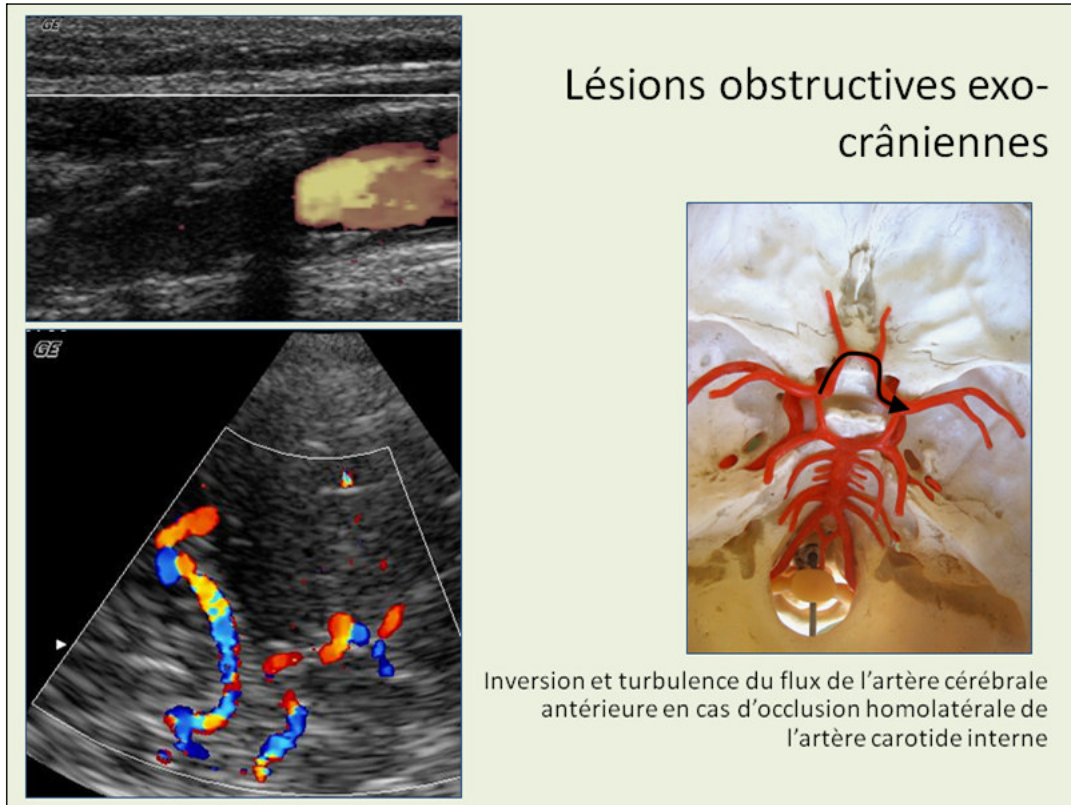 GE
Lésions obstructives exo-
crâniennes
GE
Inversion et turbulence du flux de l’artère cérébrale
antérieure en cas d’occlusion homolatérale de
l’artère carotide interne